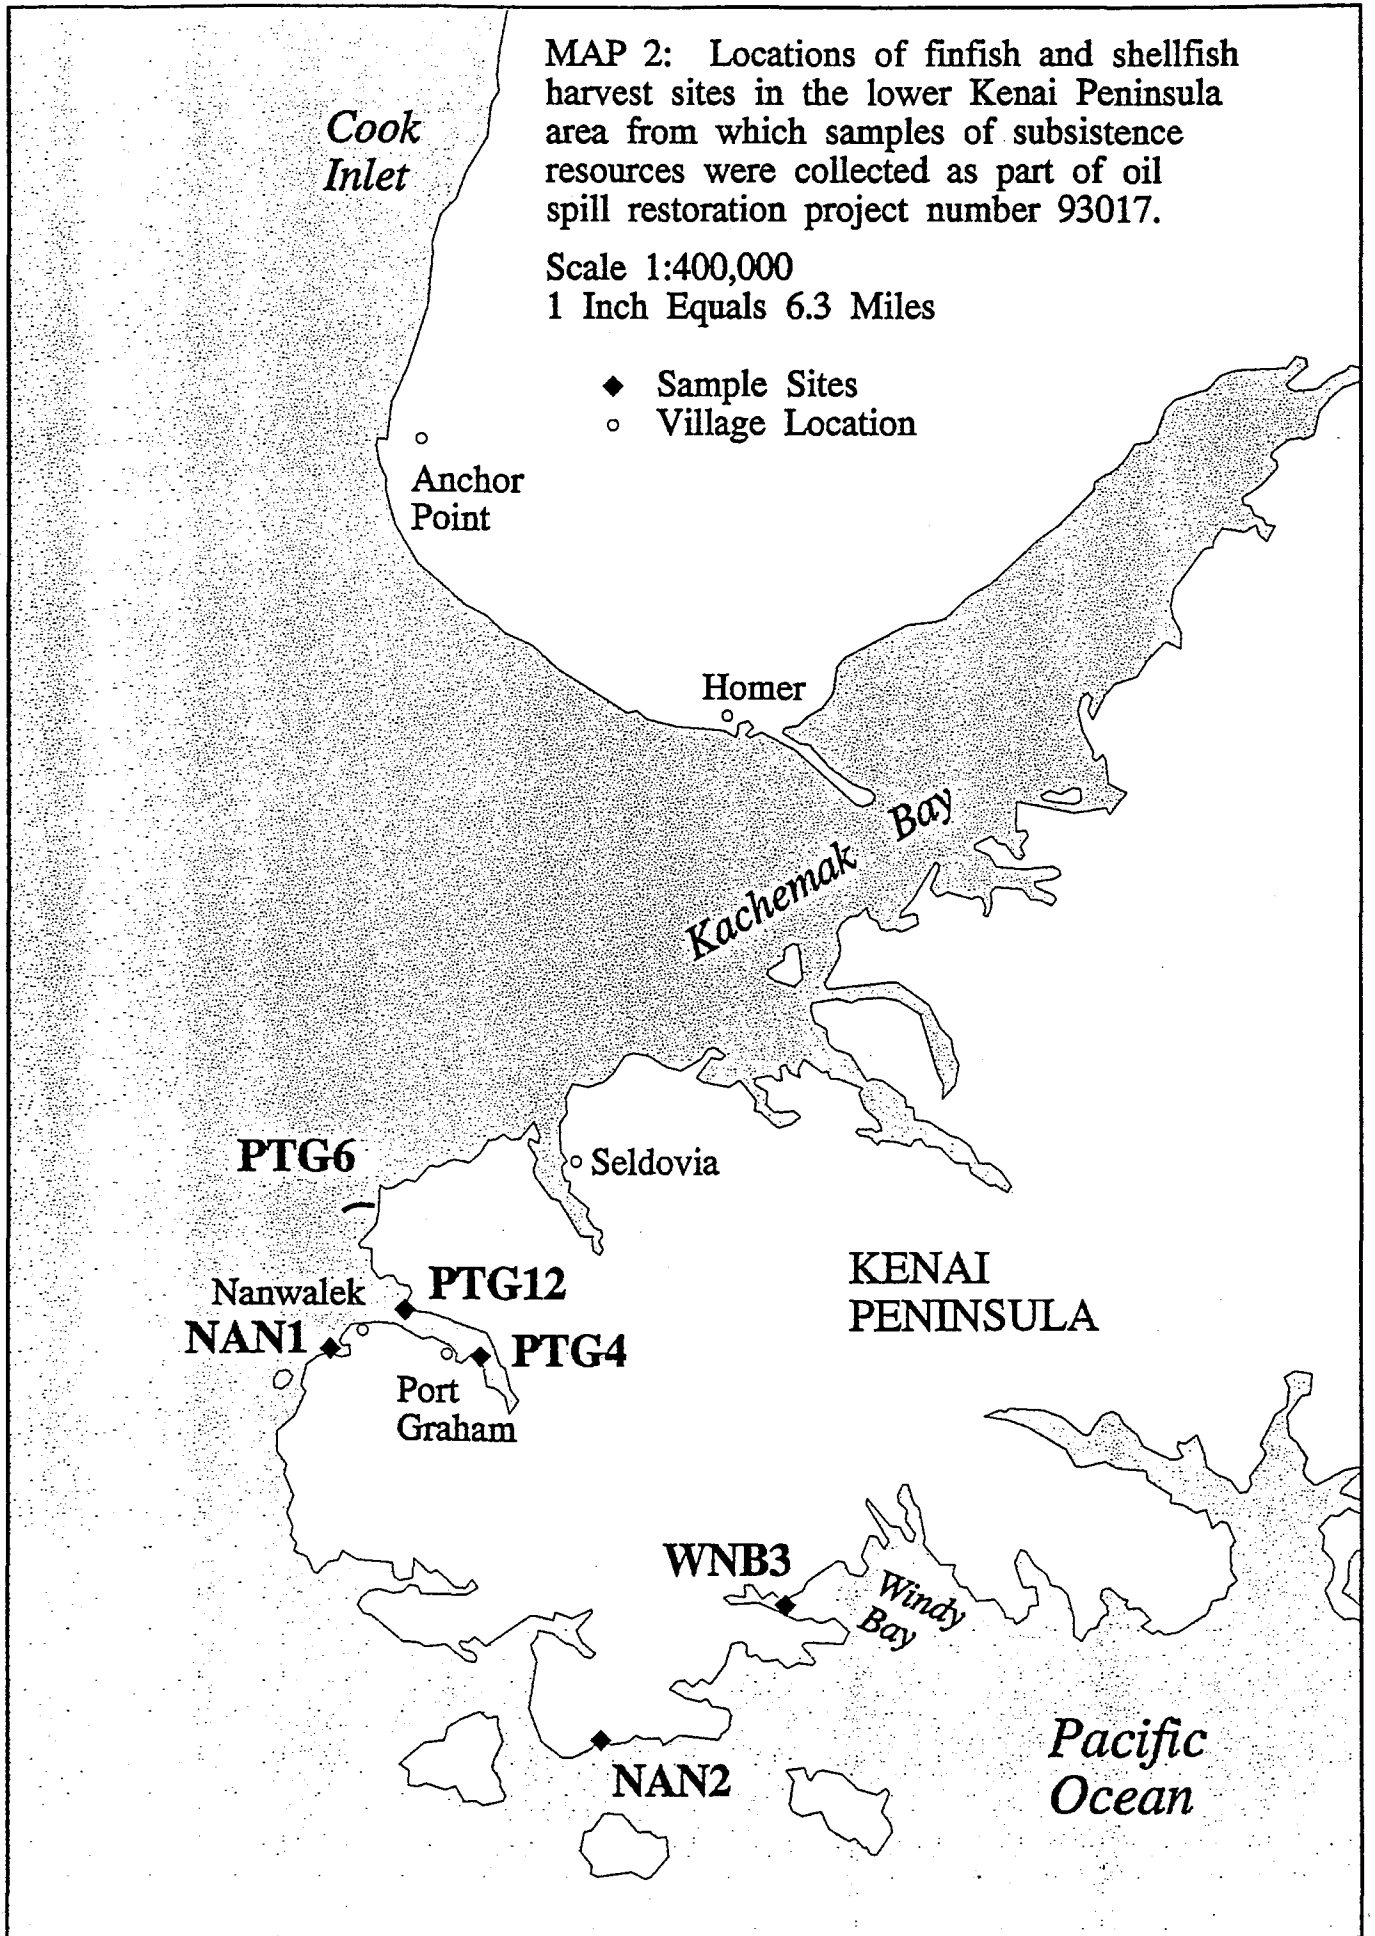 MAP 2: Locations of finfish and shellfish
harvest sites in the lower Kenai Peninsula
area from which samples of subsistence
resources were collected as part of oil
spill restoration project number 93017.
Scale 1:400,000
1 Inch Equals 6.3 Miles
Sample Sites
Village Location
Cook
Inlet
Anchor
Point
Homer
Kachemak Bay
PTG6
Seldovia
KENAI
PENINSULA
Nanwalek
PTG12
NAN1
PTG4
Port
Graham
WNB3
Windy
Bay
NAN2
Pacific
Ocean